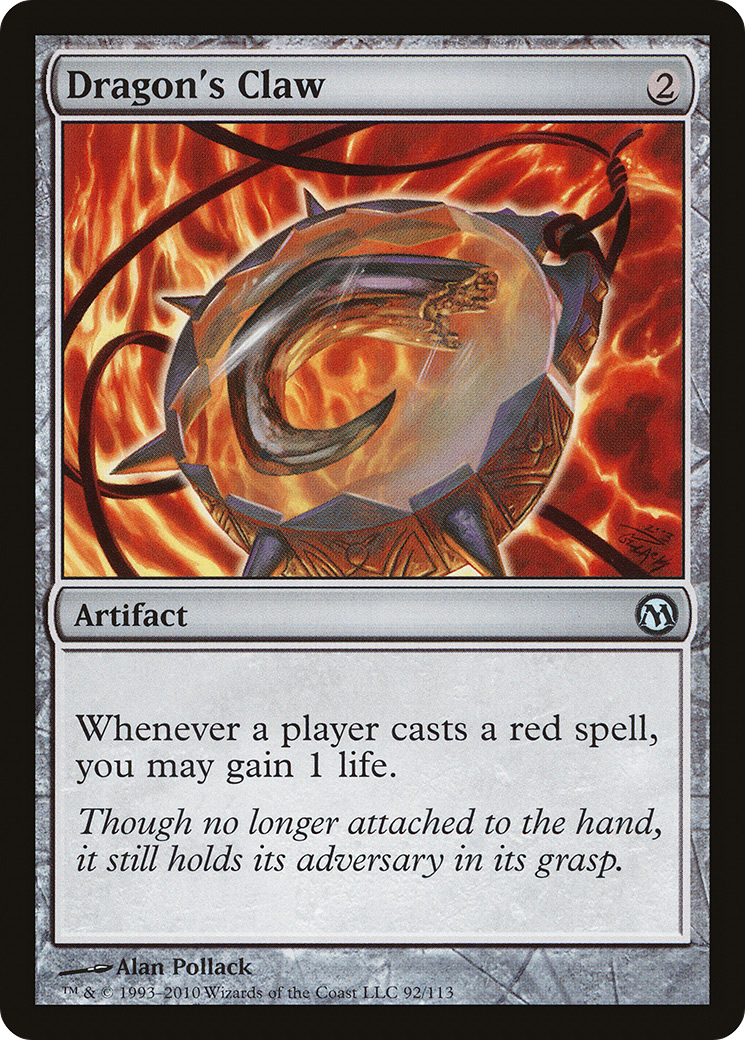 Dragon's Claw
2
Artifact
Whenever a player casts a red spell,
you may gain 1 life.
Though no longer attached to the hand,
it still holds its adversary in its grasp.
Alan Pollack
™ & © 1993–2010 Wizards of the Coast LLC 92/113